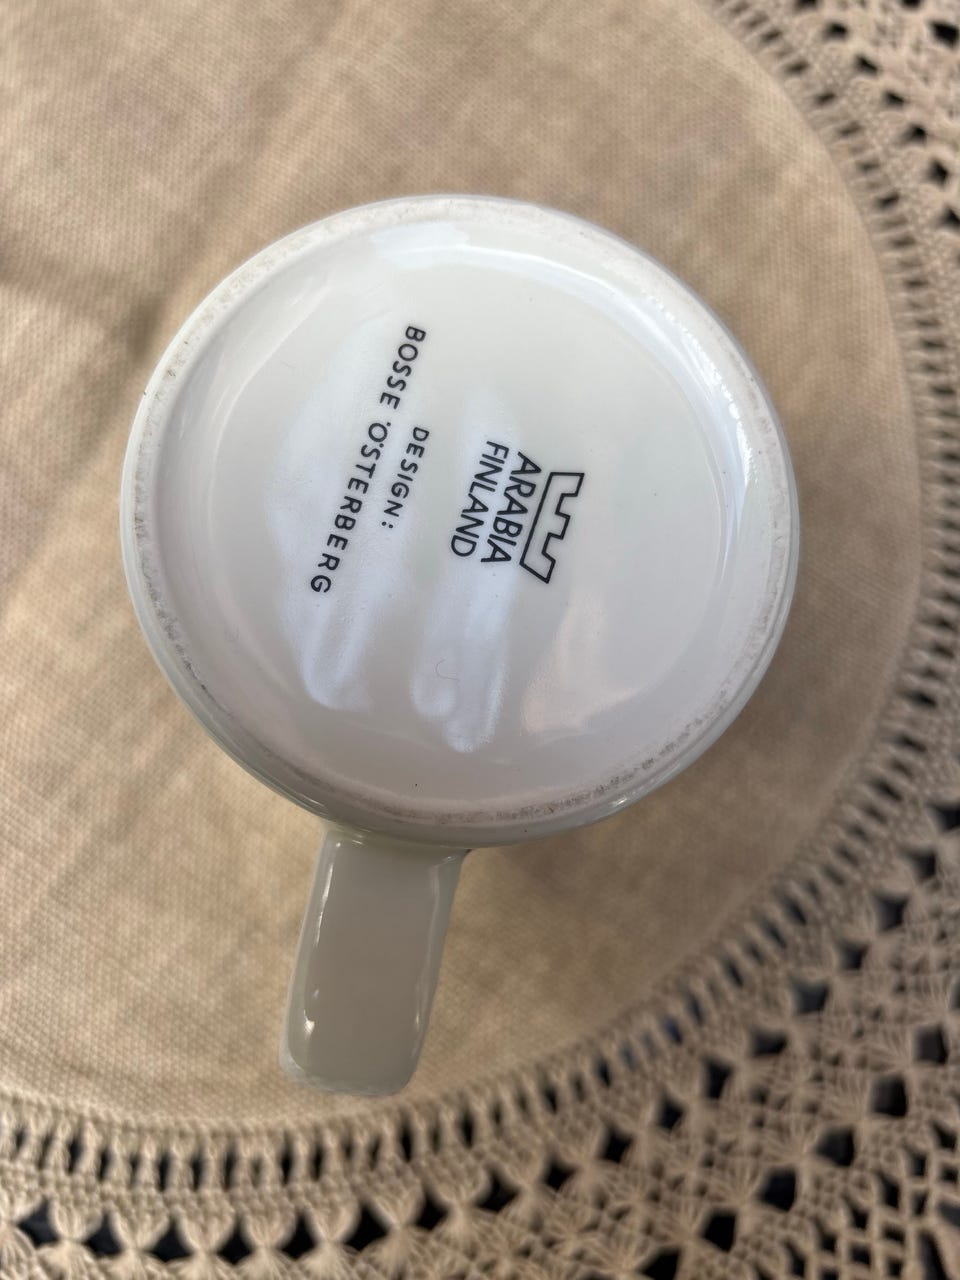 ARABIA
FINLAND
DESIGN:
BOSSE ÖSTERBERG